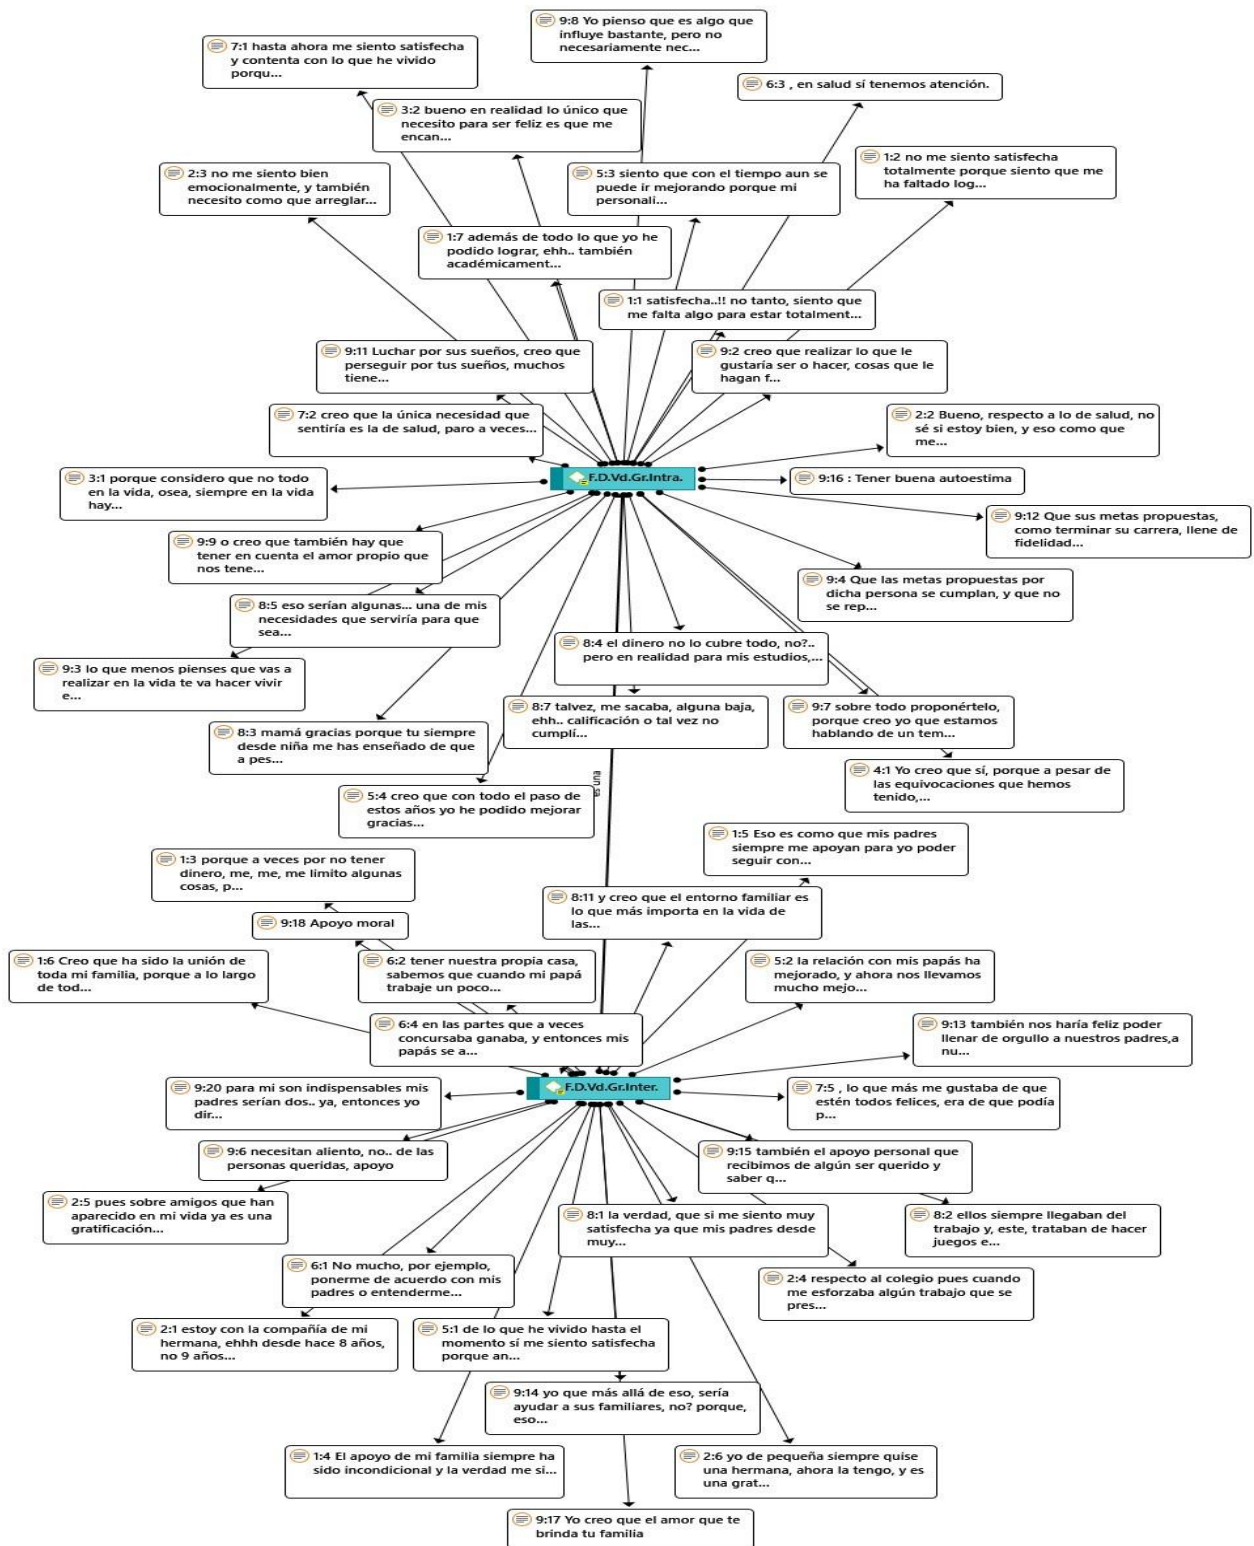 9:8 Yo pienso que es algo que
influye bastante, pero no
necesariamente nec...
7:1 hasta ahora me siento satisfecha
y contenta con lo que he vivido
porqu...
6:3 , en salud sí tenemos atención.
3:2 bueno en realidad lo único que
necesito para ser feliz es que me
encan...
1:2 no me siento satisfecha
totalmente porque siento que me
ha faltado log...
2:3 no me siento bien
emocionalmente, y también
necesito como que arreglar...
5:3 siento que con el tiempo aun se
puede ir mejorando porque mi
personali...
1:7 además de todo lo que yo he
podido lograr, ehh.. también
académicament...
1:1 satisfecha..!! no tanto, siento que
me falta algo para estar totalment...
9:11 Luchar por sus sueños, creo que
perseguir por tus sueños, muchos
tiene...
9:2 creo que realizar lo que le
gustaría ser o hacer, cosas que le
hagan f...
7:2 creo que la única necesidad que
sentiría es la de salud, paro a veces...
2:2 Bueno, respecto a lo de salud, no
sé si estoy bien, y eso como que
me...
F.D.Vd.Gr.Intra.
3:1 porque considero que no todo
en la vida, osea, siempre en la vida
hay...
9:16 : Tener buena autoestima
9:12 Que sus metas propuestas,
como terminar su carrera, llene de
fidelidad...
9:9 o creo que también hay que
tener en cuenta el amor propio que
nos tene...
9:4 Que las metas propuestas por
dicha persona se cumplan, y que no
se rep...
8:5 eso serían algunas... una de mis
necesidades que serviría para que
sea...
8:4 el dinero no lo cubre todo, no?..
pero en realidad para mis estudios,...
9:3 lo que menos pienses que vas a
realizar en la vida te va hacer vivir
e...
8:7 talvez, me sacaba, alguna baja,
ehh.. calificación o tal vez no
cumplí...
9:7 sobre todo proponértelo,
porque creo yo que estamos
hablando de un tem...
8:3 mamá gracias porque tu siempre
desde niña me has enseñado de que
a pes...
4:1 Yo creo que sí, porque a pesar de
las equivocaciones que hemos
tenido,...
5:4 creo que con todo el paso de
estos años yo he podido mejorar
gracias...
es una
1:5 Eso es como que mis padres
siempre me apoyan para yo poder
seguir con...
1:3 porque a veces por no tener
dinero, me, me, me limito algunas
cosas, p...
8:11 y creo que el entorno familiar es
lo que más importa en la vida de
las...
9:18 Apoyo moral
1:6 Creo que ha sido la unión de
toda mi familia, porque a lo largo
de tod...
6:2 tener nuestra propia casa,
sabemos que cuando mi papá
trabaje un poco...
5:2 la relación con mis papás ha
mejorado, y ahora nos llevamos
mucho mejo...
6:4 en las partes que a veces
concursaba ganaba, y entonces mis
papás se a...
9:13 también nos haría feliz poder
llenar de orgullo a nuestros padres,a
nu...
F.D.Vd.Gr.Inter.
9:20 para mi son indispensables mis
padres serían dos.. ya, entonces yo
dir...
7:5 , lo que más me gustaba de que
estén todos felices, era de que podía
p...
9:6 necesitan aliento, no.. de las
personas queridas, apoyo
9:15 también el apoyo personal que
recibimos de algún ser querido y
saber q...
2:5 pues sobre amigos que han
aparecido en mi vida ya es una
gratificación...
8:1 la verdad, que si me siento muy
satisfecha ya que mis padres desde
muy...
8:2 ellos siempre llegaban del
trabajo y, este, trataban de hacer
juegos e...
6:1 No mucho, por ejemplo,
ponerme de acuerdo con mis
padres o entenderme...
2:4 respecto al colegio pues cuando
me esforzaba algún trabajo que se
pres...
2:1 estoy con la compañía de mi
hermana, ehhh desde hace 8 años,
no 9 años...
5:1 de lo que he vivido hasta el
momento sí me siento satisfecha
porque an...
9:14 yo que más allá de eso, sería
ayudar a sus familiares, no? porque,
eso...
1:4 El apoyo de mi familia siempre ha
sido incondicional y la verdad me si...
2:6 yo de pequeña siempre quise
una hermana, ahora la tengo, y es
una grat...
9:17 Yo creo que el amor que te
brinda tu familia